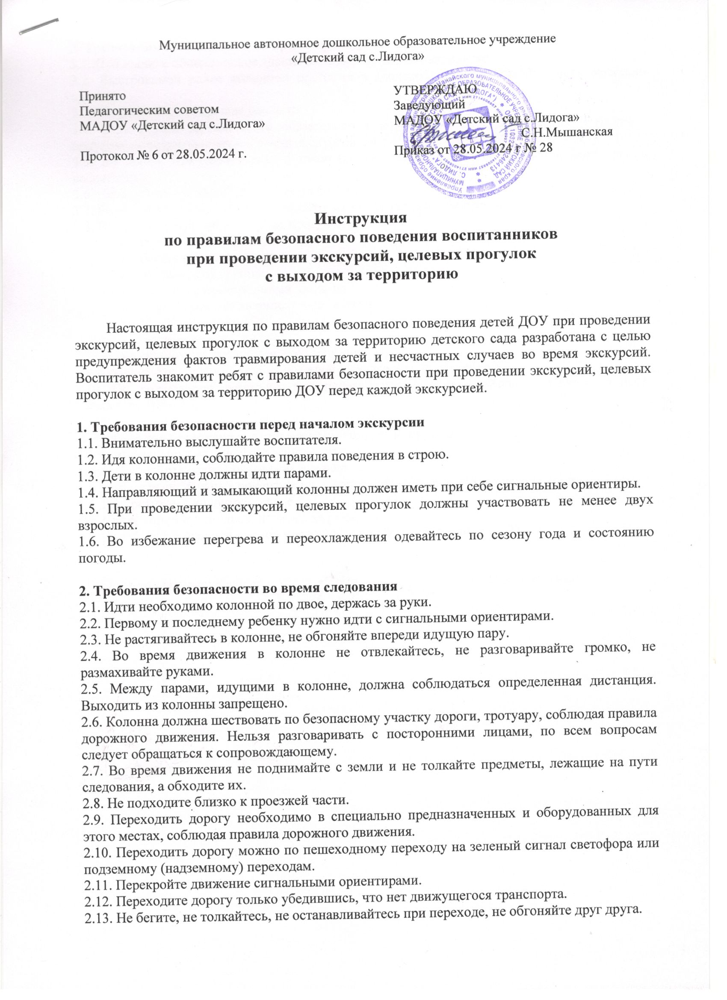 Муниципальное автономное дошкольное образовательное учреждение
«Детский сад с.Лидога»
Принято
Педагогическим советом
МАДОУ «Детский сад с.Лидога»
Протокол № 6 от 28.05.2024 г.
УТВЕРЖДАЮ
Заведующий
МАДОУ «Детский сад с.Лидога»
С.Н.Мышанская
Приказ от 28.05.2024 г № 28
Инструкция
по правилам безопасного поведения воспитанников
при проведении экскурсий, целевых прогулок
с выходом за территорию
Настоящая инструкция по правилам безопасного поведения детей ДОУ при проведении
экскурсий, целевых прогулок с выходом за территорию детского сада разработана с целью
предупреждения фактов травмирования детей и несчастных случаев во время экскурсий.
Воспитатель знакомит ребят с правилами безопасности при проведении экскурсий, целевых
прогулок с выходом за территорию ДОУ перед каждой экскурсией.
1. Требования безопасности перед началом экскурсии
1.1. Внимательно выслушайте воспитателя.
1.2. Идя колоннами, соблюдайте правила поведения в строю.
1.3. Дети в колонне должны идти парами.
1.4. Направляющий и замыкающий колонны должен иметь при себе сигнальные ориентиры.
1.5. При проведении экскурсий, целевых прогулок должны участвовать не менее двух
взрослых.
1.6. Во избежание перегрева и переохлаждения одевайтесь по сезону года и состоянию
погоды.
2. Требования безопасности во время следования
2.1. Идти необходимо колонной по двое, держась за руки.
2.2. Первому и последнему ребенку нужно идти с сигнальными ориентирами.
2.3. Не растягивайтесь в колонне, не обгоняйте впереди идущую пару.
2.4. Во время движения в колонне не отвлекайтесь, не разговаривайте громко, не
размахивайте руками.
2.5. Между парами, идущими в колонне, должна соблюдаться определенная дистанция.
Выходить из колонны запрещено.
2.6. Колонна должна шествовать по безопасному участку дороги, тротуару, соблюдая правила
дорожного движения. Нельзя разговаривать с посторонними лицами, по всем вопросам
следует обращаться к сопровождающему.
2.7. Во время движения не поднимайте с земли и не толкайте предметы, лежащие на пути
следования, а обходите их.
2.8. Не подходите близко к проезжей части.
2.9. Переходить дорогу необходимо в специально предназначенных и оборудованных для
этого местах, соблюдая правила дорожного движения.
2.10. Переходить дорогу можно по пешеходному переходу на зеленый сигнал светофора или
подземному (надземному) переходам.
2.11. Перекройте движение сигнальными ориентирами.
2.12. Переходите дорогу только убедившись, что нет движущегося транспорта.
2.13. Не бегите, не толкайтесь, не останавливайтесь при переходе, не обгоняйте друг друга.